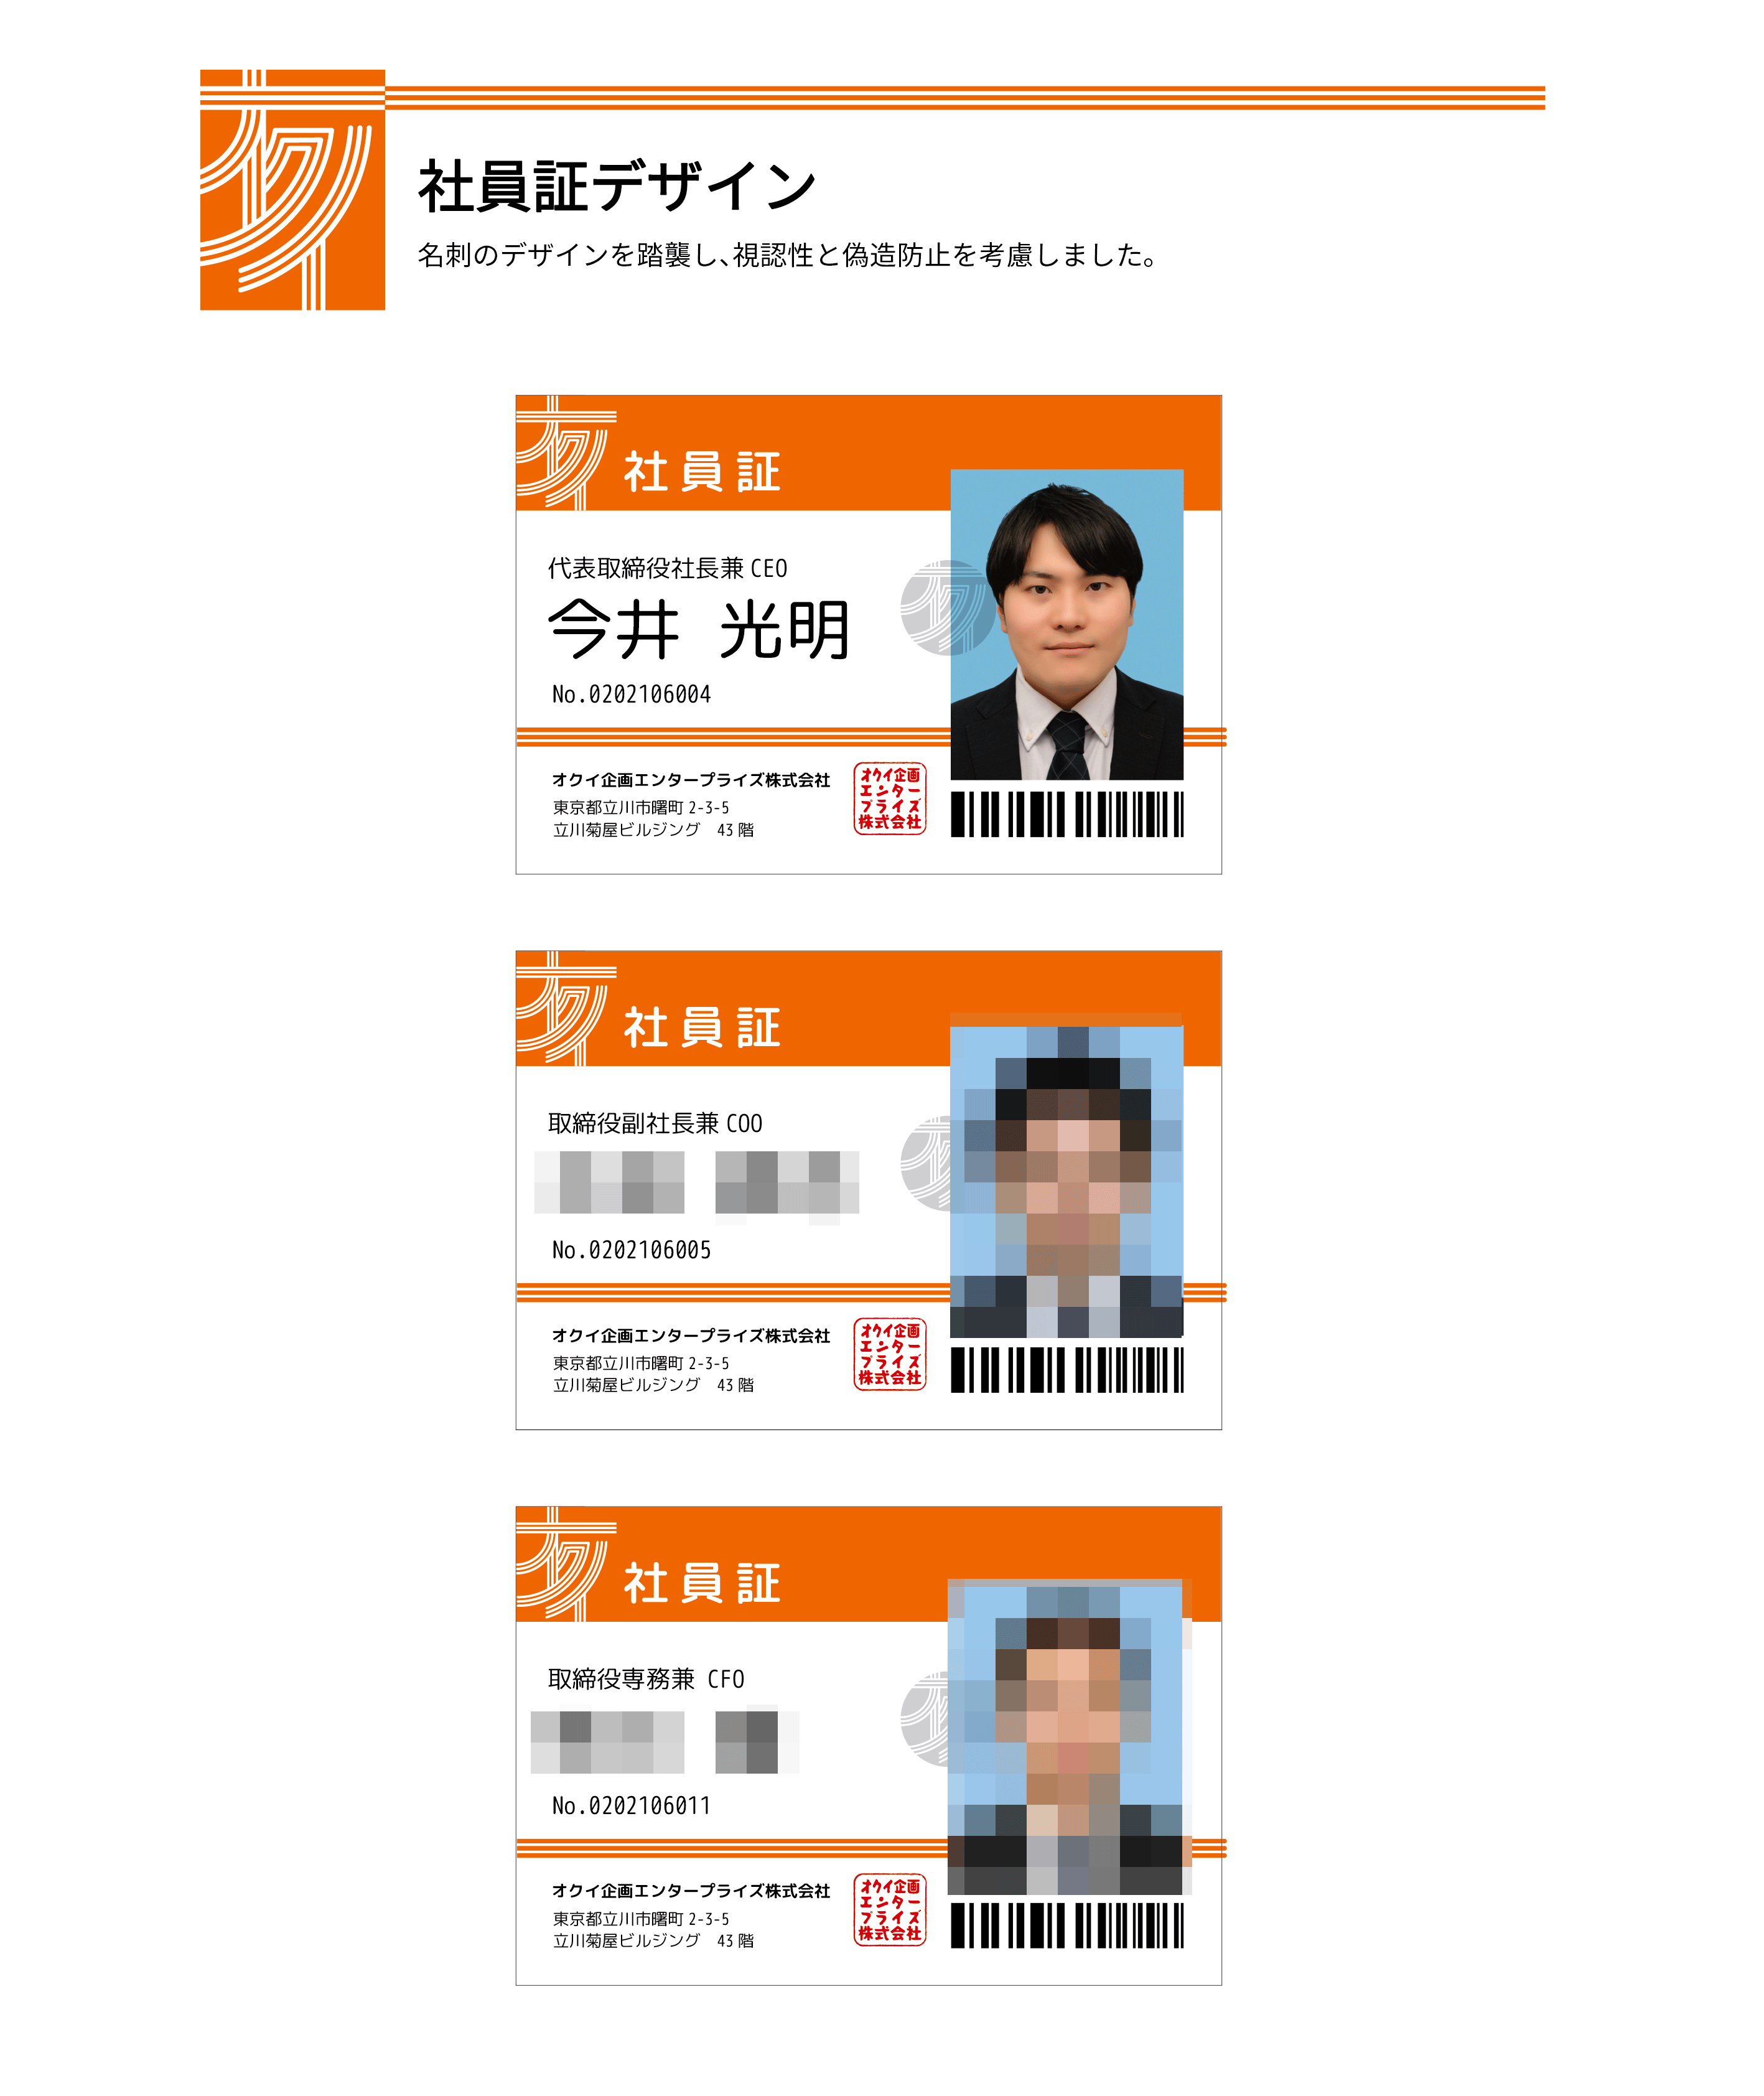 社員証デザイン
名刺のデザインを踏襲し、視認性と偽造防止を考慮しました。
社員証
代表取締役社長兼 CEO
今井 光明
No.0202106004
オクイ企画エンタープライズ株式会社
東京都立川市曙町 2-3-5
立川菊屋ビルジング 43 階
オクイ企画
エンター
プライズ
株式会社
社員証
取締役副社長兼 COO
No.0202106005
オクイ企画エンタープライズ株式会社
東京都立川市曙町 2-3-5
立川菊屋ビルジング 43 階
オクイ企画
エンター
プライズ
株式会社
社員証
取締役専務兼 CFO
No.0202106011
オクイ企画エンタープライズ株式会社
東京都立川市曙町 2-3-5
立川菊屋ビルジング 43 階
オクイ企画
エンター
プライズ
株式会社